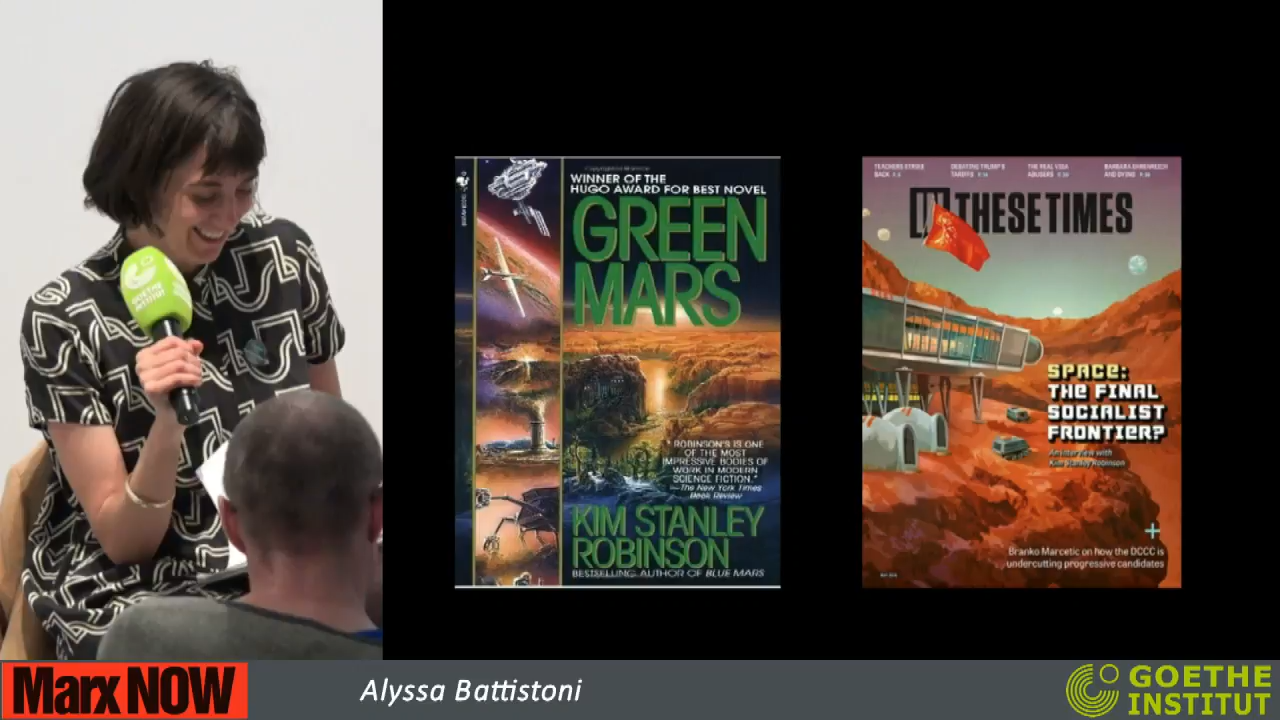 GOETHE
INSTITUT
WINNER OF THE
HUGO AWARD FOR BEST NOVEL
GREEN
MARS
"ROBINSON'S IS ONE
OF THE MOST
IMPRESSIVE BODIES OF
WORK IN MODERN
SCIENCE FICTION."
—The New York Times
Book Review
KIM STANLEY
ROBINSON
BESTSELLING AUTHOR OF BLUE MARS
TEACHERS STRIKE
BACK
DEBATING TRUMP'S
TARIFFS
THE REAL VISA
ABUSERS
BARBARA EHRENREICH
AND DYING
IN THESE TIMES
SPACE:
THE FINAL
SOCIALIST
FRONTIER?
An interview with
Kim Stanley Robinson
Branko Marcetic on how the DCCC is
undercutting progressive candidates
Marx NOW
Alyssa Battistoni
GOETHE
INSTITUT